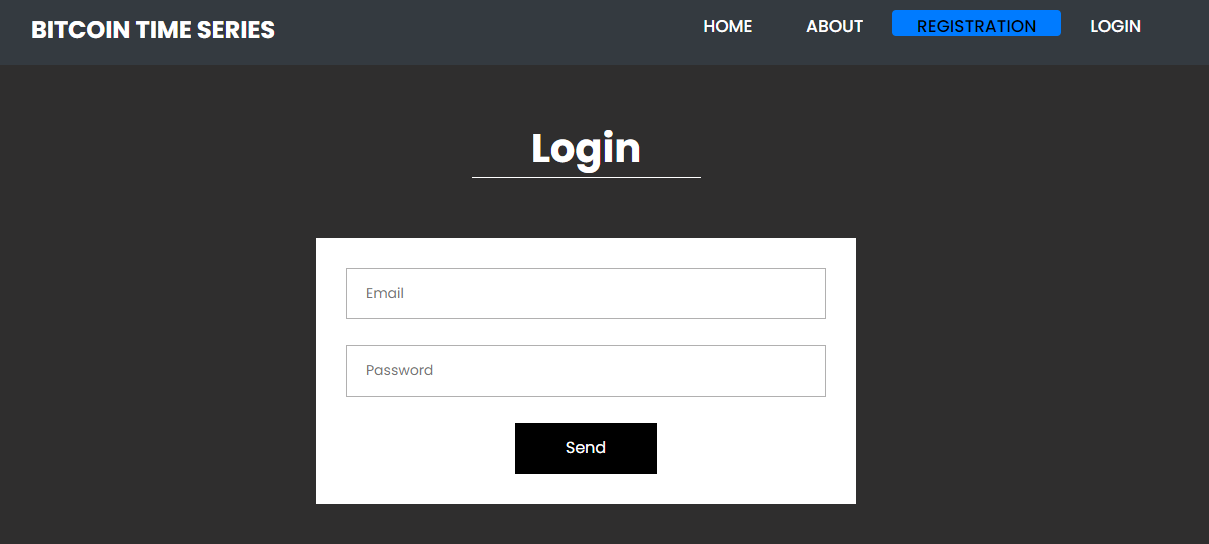 BITCOIN TIME SERIES HOME ABOUT REGISTRATION LOGIN
Login
Email
Password
Send